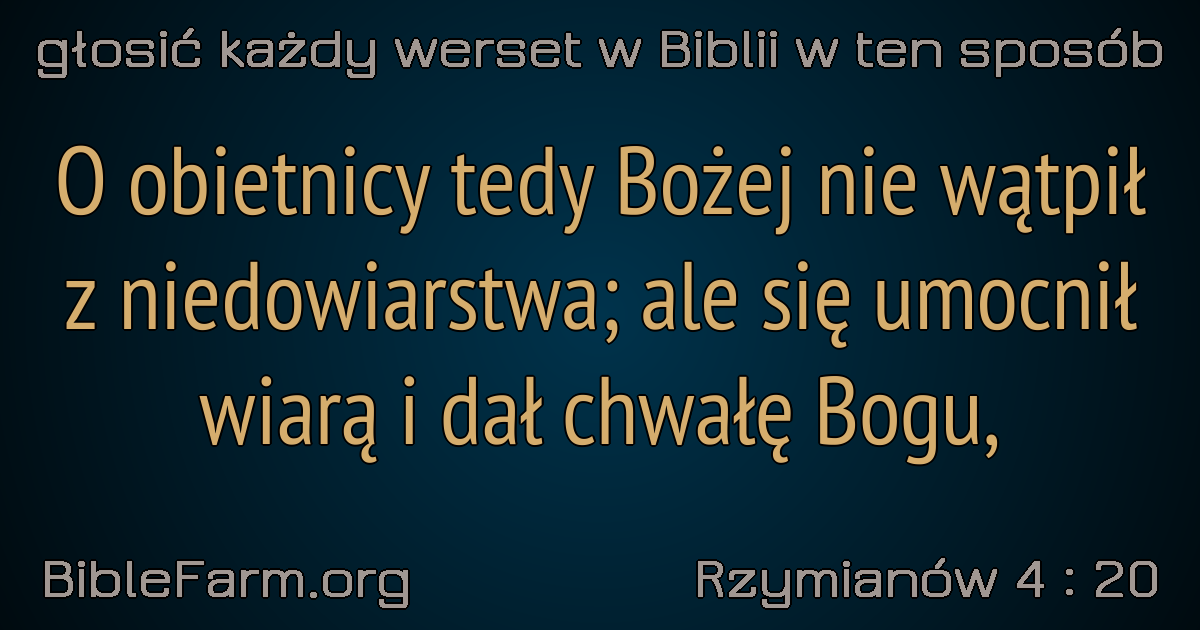 głosić każdy werset w Biblii w ten sposób
O obietnicy tedy Bożej nie wątpił
z niedowiarstwa; ale się umocnił
wiarą i dał chwałę Bogu,
BibleFarm.org
Rzymianów 4 : 20